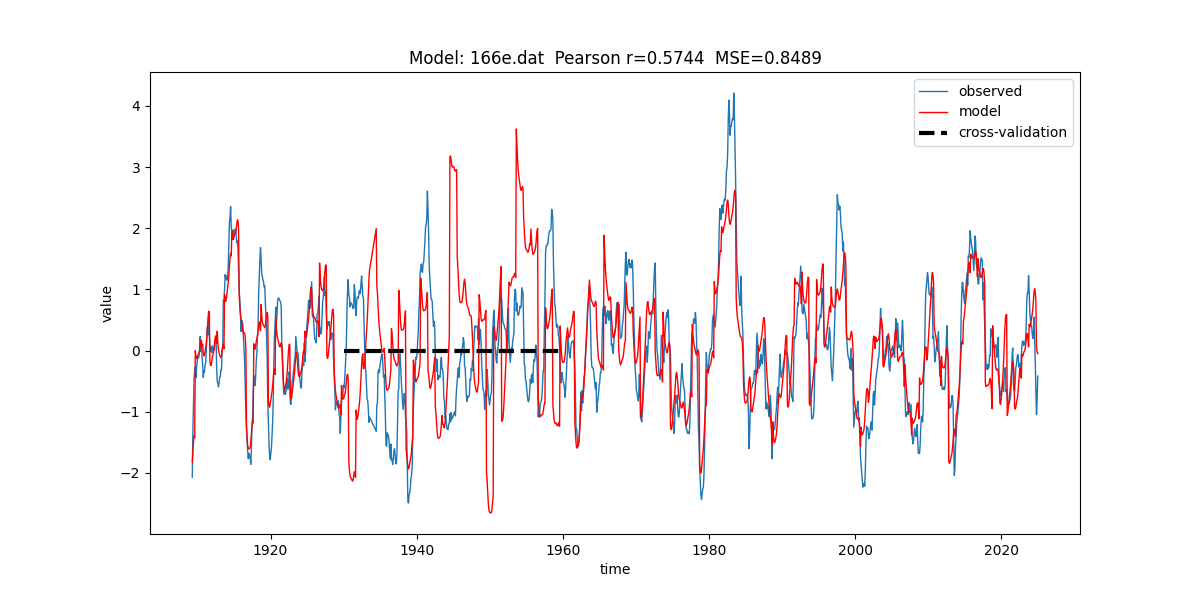 Model: 166e.dat  Pearson r=0.5744  MSE=0.8489
observed
model
cross-validation
value
4
3
2
1
0
−1
−2
1920
1940
1960
1980
2000
2020
time